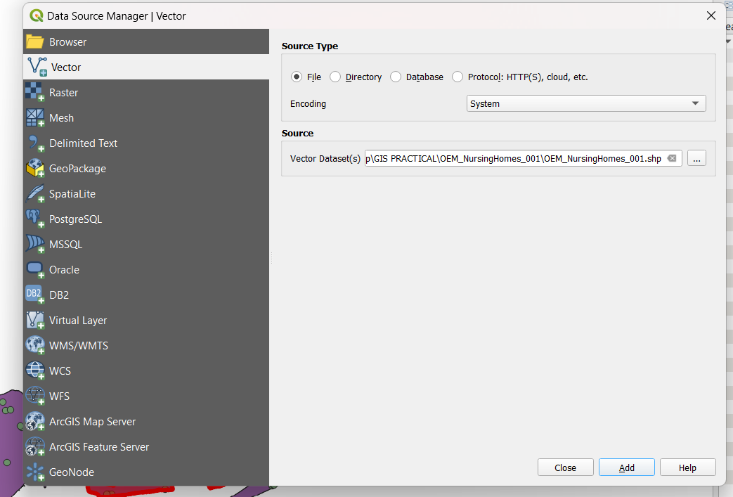 Data Source Manager | Vector
Browser
Vector
Raster
Mesh
Delimited Text
GeoPackage
SpatiaLite
PostgreSQL
MSSQL
Oracle
DB2
DB2
Virtual Layer
WMS/WMTS
WCS
WFS
ArcGIS Map Server
ArcGIS Feature Server
GeoNode
Source Type
File Directory Database Protocol: HTTP(S), cloud, etc.
Encoding System
Source
Vector Dataset(s) p\GIS PRACTICAL\OEM_NursingHomes_001\OEM_NursingHomes_001.shp ...
Close Add Help